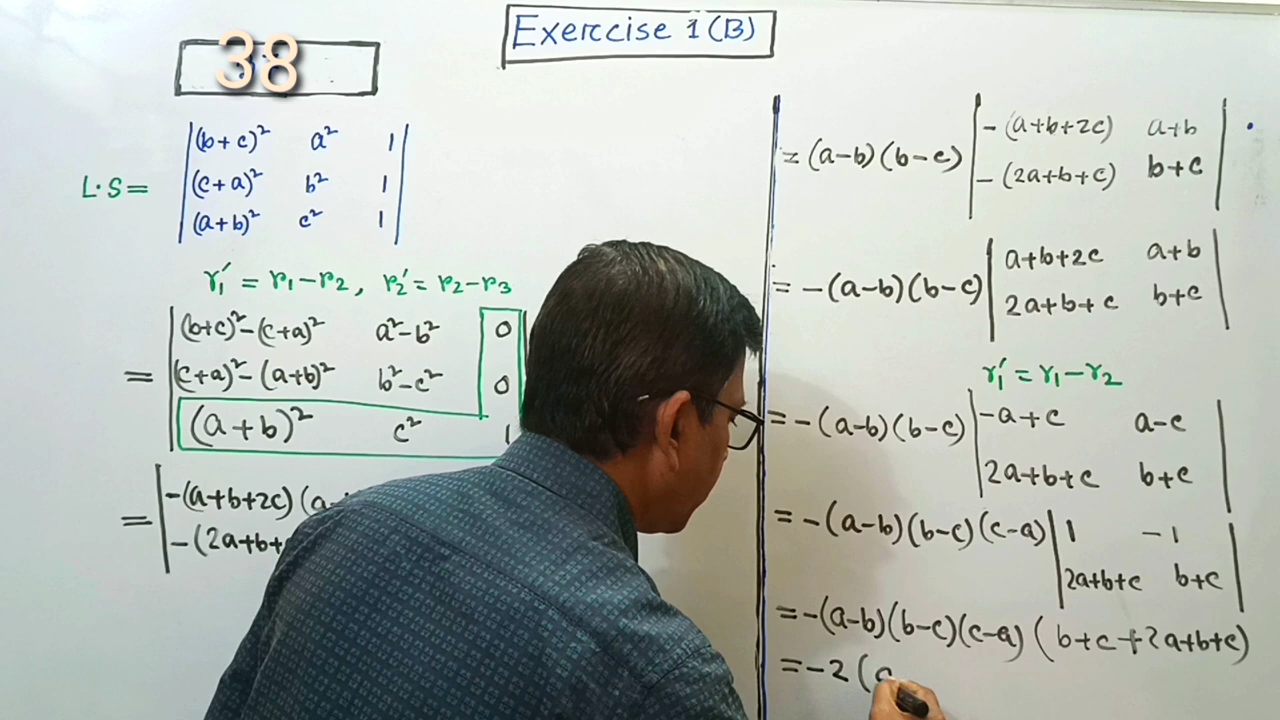 Exerccise 1(B)
38
L.S = | (b+c)² a² 1 |
| (c+a)² b² 1 |
| (a+b)² c² 1 |
r₁′ = r₁-r₂, r₂′ = r₂-r₃
= | (b+c)²-(c+a)² a²-b² 0 |
| (c+a)²-(a+b)² b²-c² 0 |
| (a+b)² c² 1
= | -(a+b+2c)(a-
| -(2a+b+
= (a-b)(b-c) | -(a+b+2c) a+b |
| -(2a+b+c) b+c |
= -(a-b)(b-c) | a+b+2c a+b |
| 2a+b+c b+c |
r₁′ = r₁-r₂
= -(a-b)(b-c) | -a+c a-c |
| 2a+b+c b+c |
= -(a-b)(b-c)(c-a) | 1 -1 |
| 2a+b+c b+c |
= -(a-b)(b-c)(c-a)(b+c+2a+b+c)
= -2(a